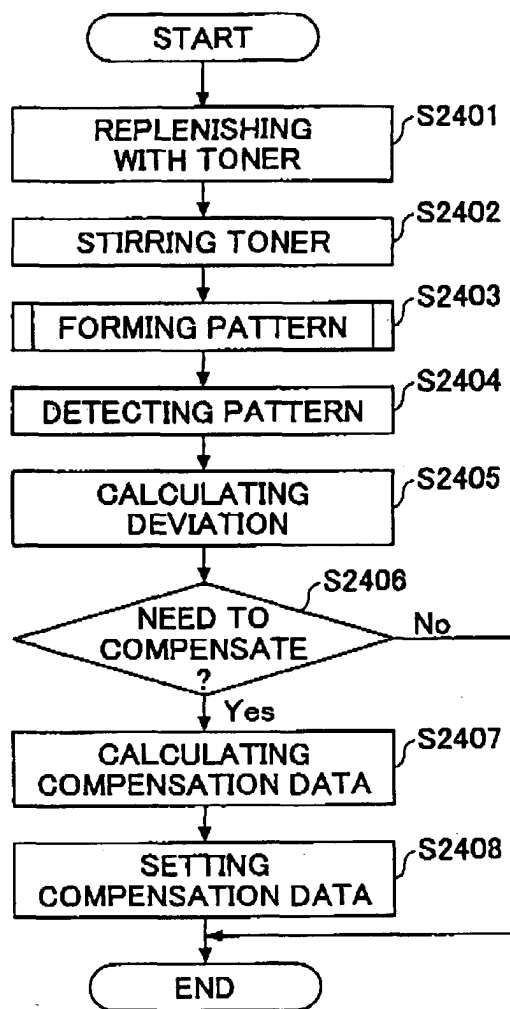 START
S2401
REPLENISHING
WITH TONER
S2402
STIRRING TONER
S2403
FORMING PATTERN
S2404
DETECTING PATTERN
S2405
CALCULATING
DEVIATION
S2406
NEED TO
COMPENSATE
?
No
Yes
S2407
CALCULATING
COMPENSATION DATA
S2408
SETTING
COMPENSATION DATA
END